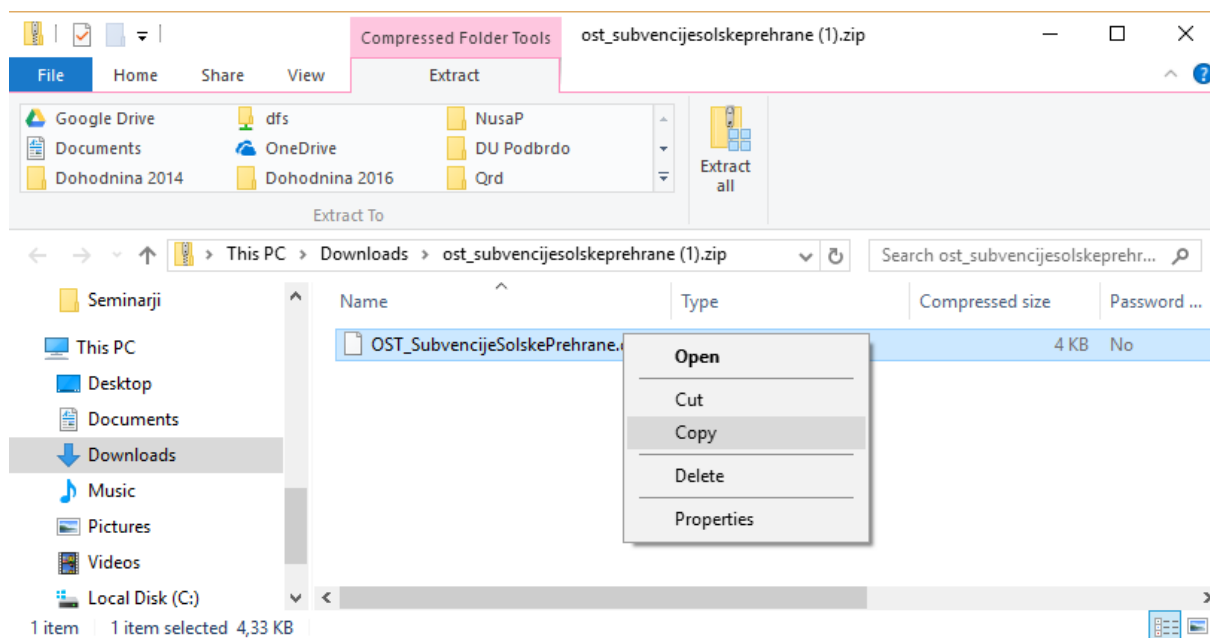 Compressed Folder Tools ost_subvencijesolskeprehrane (1).zip
File Home Share View Extract
Google Drive dfs NusaP
Documents OneDrive DU Podbrdo
Dohodnina 2014 Dohodnina 2016 Qrd
Extract all
Extract To
This PC > Downloads > ost_subvencijesolskeprehrane (1).zip Search ost_subvencijesolskeprehr...
Seminarji
Name Type Compressed size Password ...
This PC
OST_SubvencijeSolskePrehrane. 4 KB No
Open
Desktop
Cut
Documents
Copy
Downloads
Delete
Music
Properties
Pictures
Videos
Local Disk (C:)
1 item 1 item selected 4,33 KB